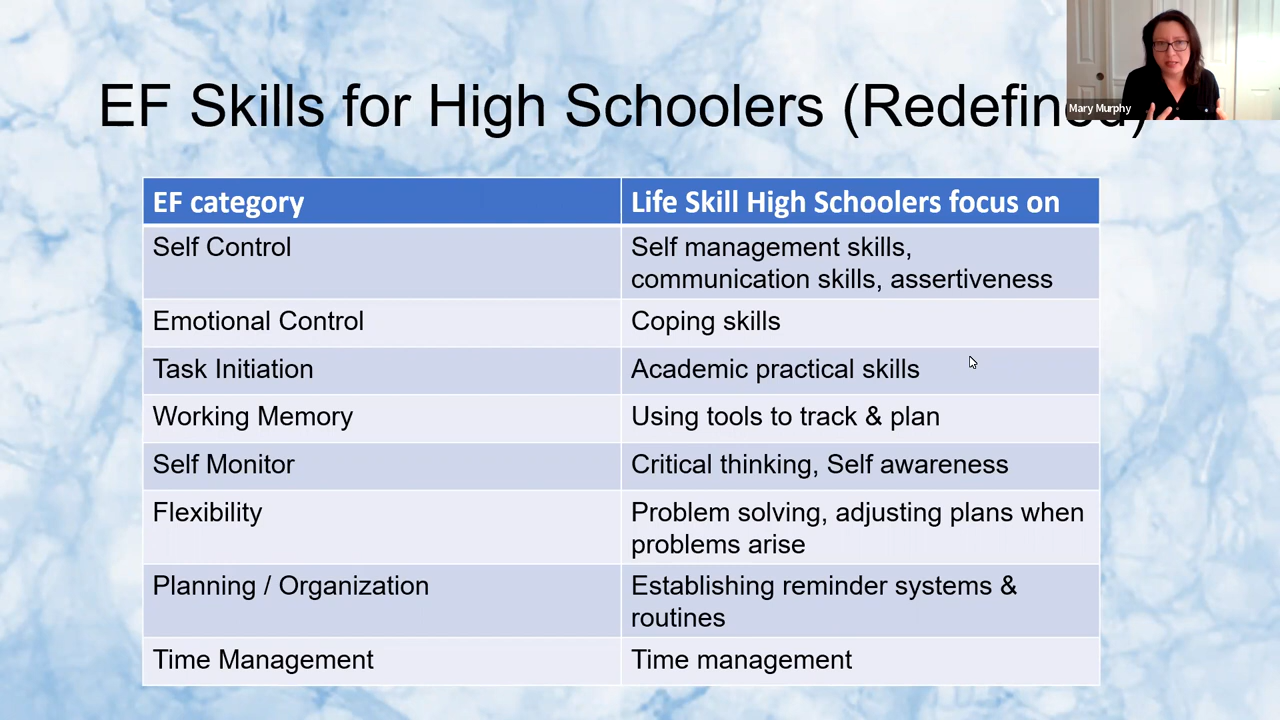 EF Skills for High Schoolers (Redefined)
Mary Murphy
EF category
Life Skill High Schoolers focus on
Self Control
Self management skills,
communication skills, assertiveness
Emotional Control
Coping skills
Task Initiation
Academic practical skills
Working Memory
Using tools to track & plan
Self Monitor
Critical thinking, Self awareness
Flexibility
Problem solving, adjusting plans when
problems arise
Planning / Organization
Establishing reminder systems &
routines
Time Management
Time management